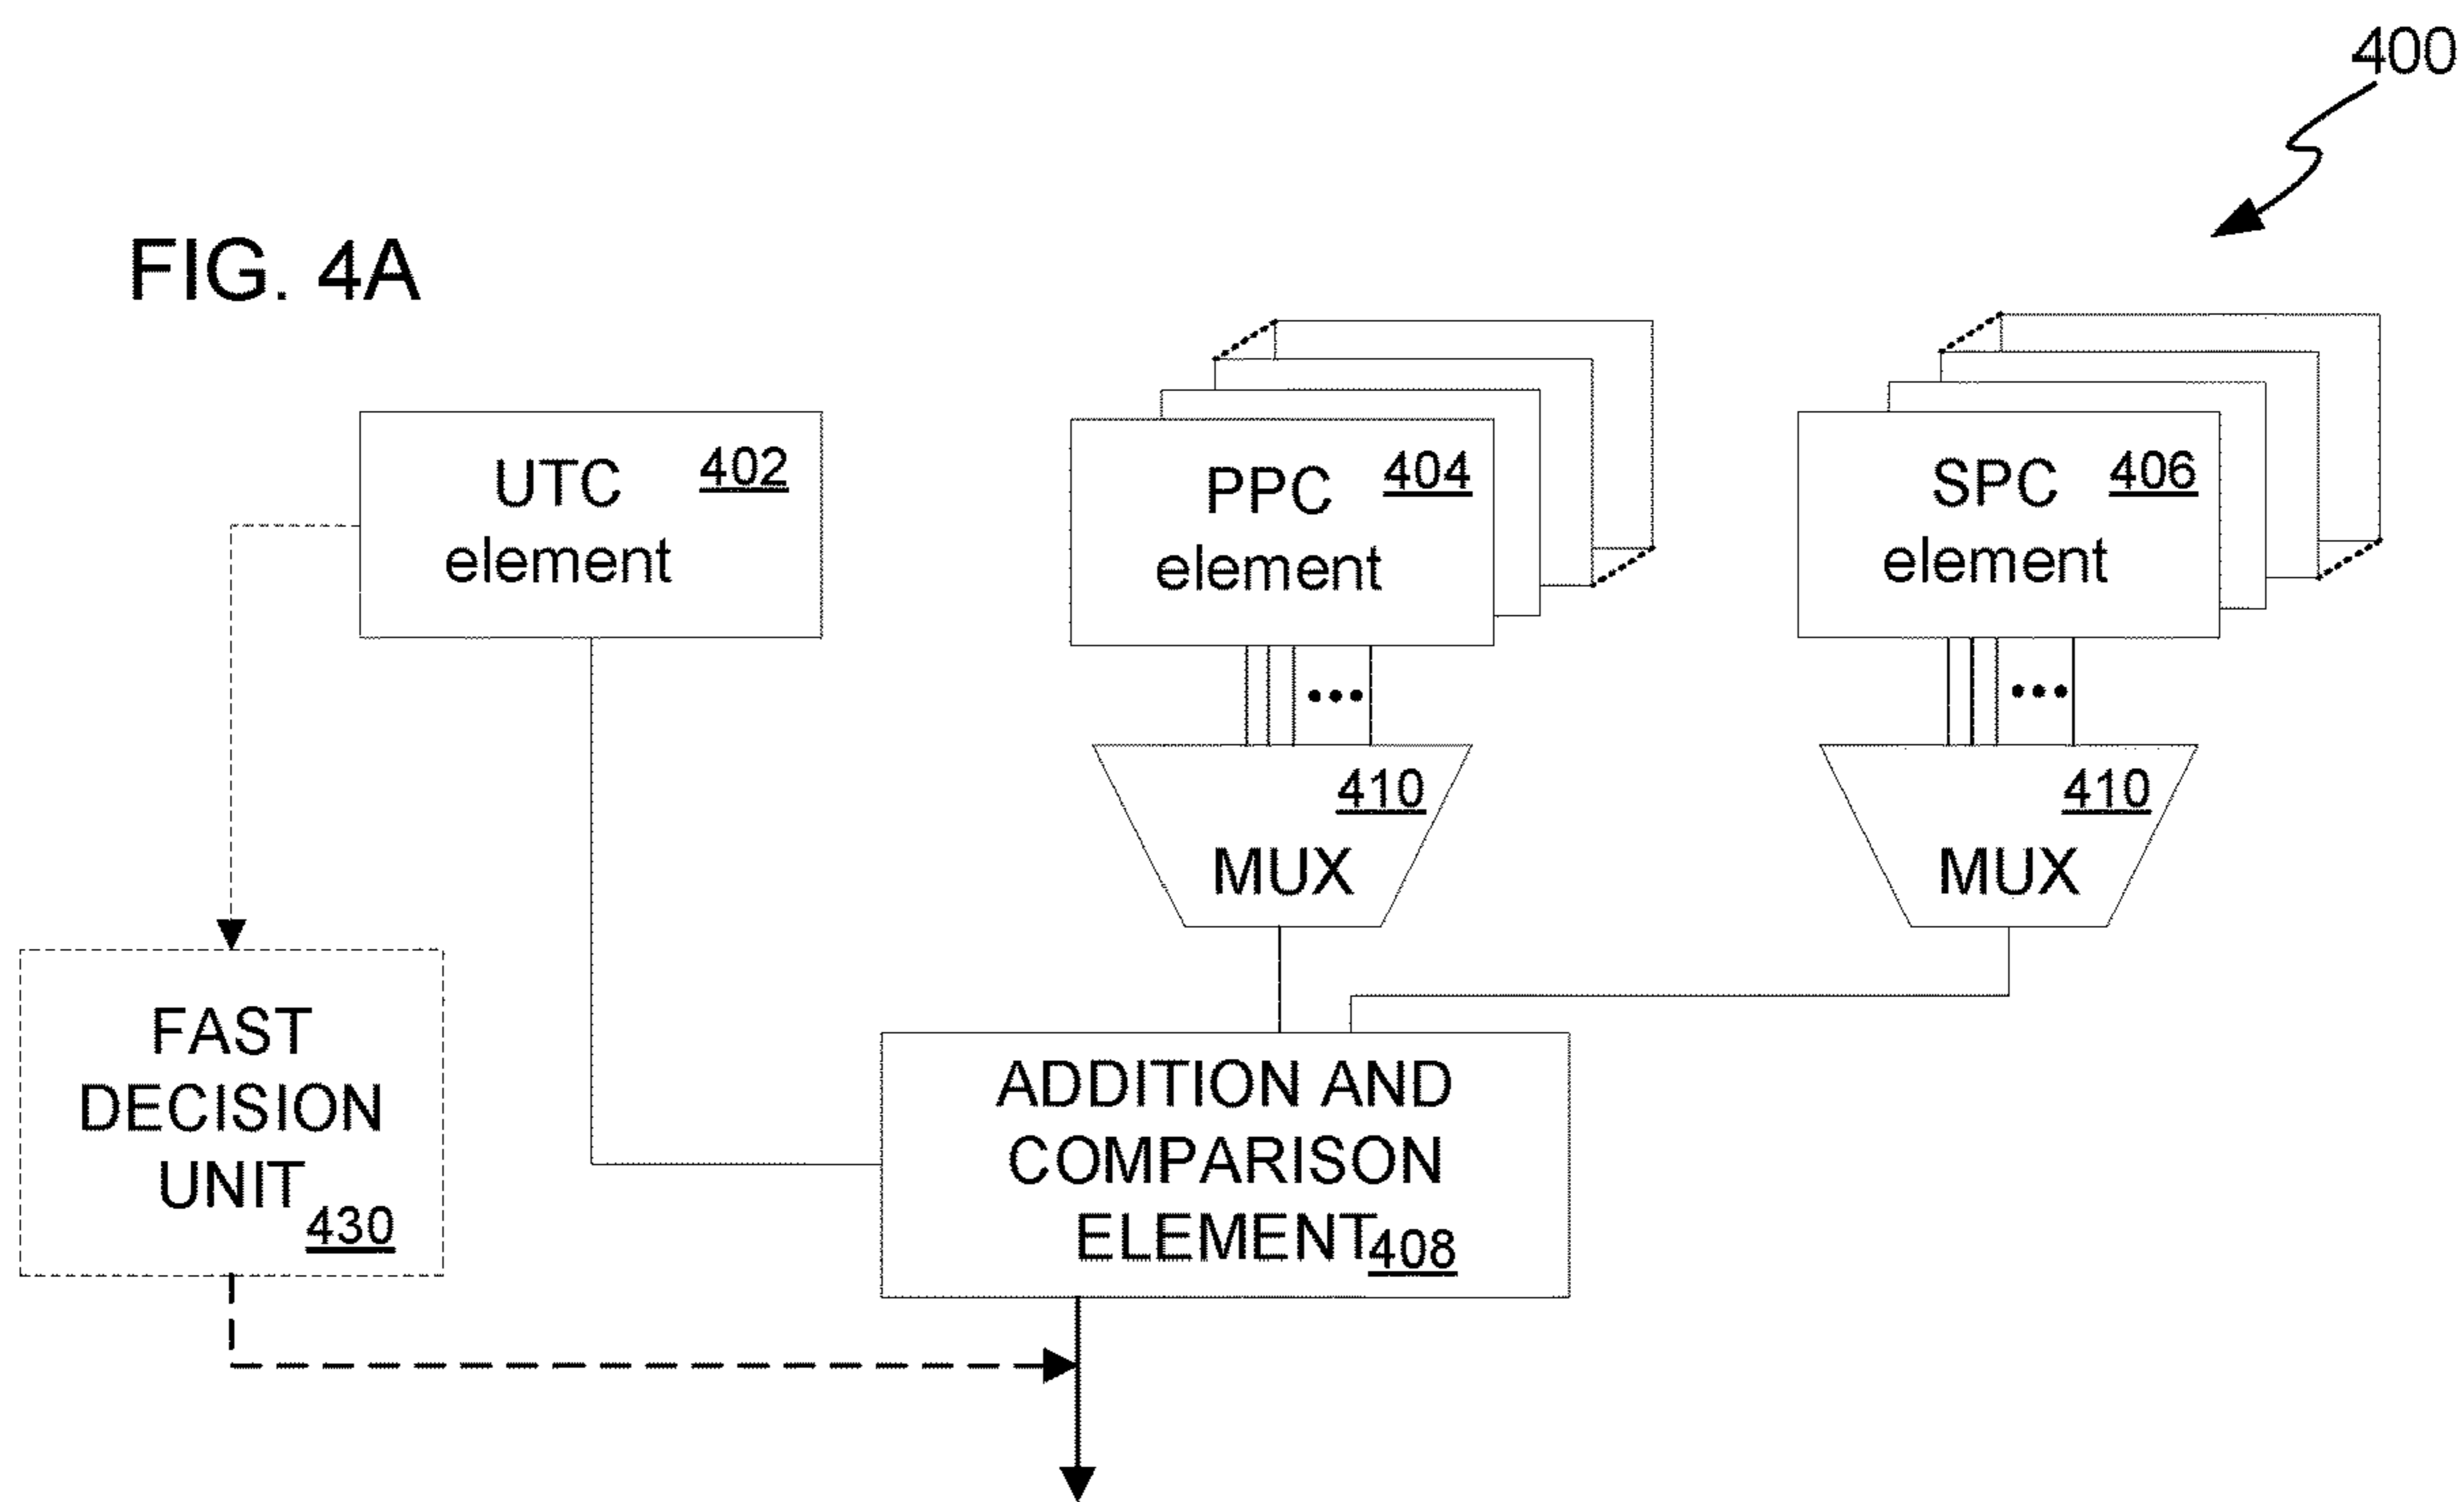 400
FIG. 4A
UTC 402
element
PPC 404
element
SPC 406
element
410
MUX
410
MUX
FAST
DECISION
UNIT 430
ADDITION AND
COMPARISON
ELEMENT 408